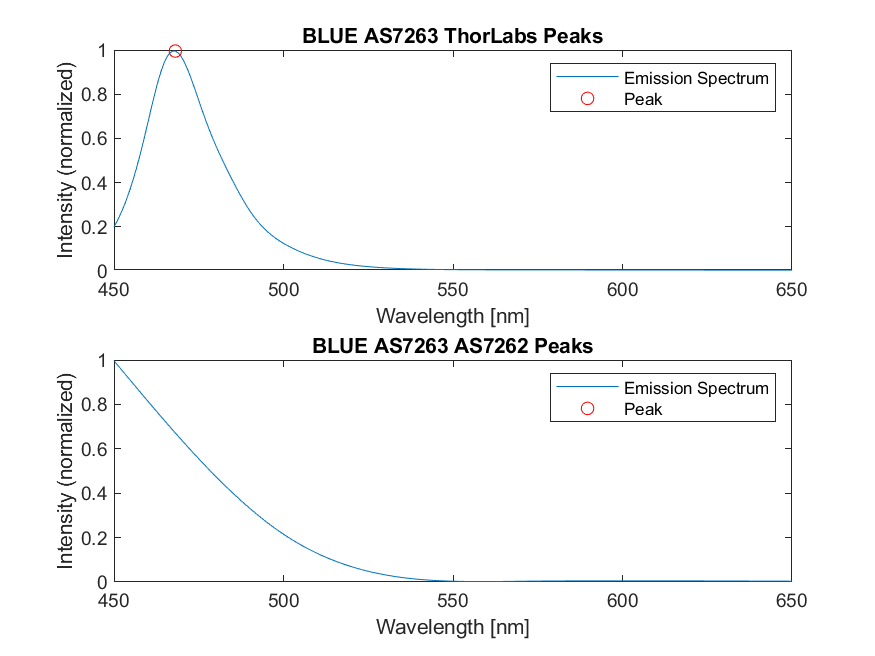 BLUE AS7263 ThorLabs Peaks
Intensity (normalized)
1
0.8
0.6
0.4
0.2
0
Emission Spectrum
Peak
450 500 550 600 650
Wavelength [nm]
BLUE AS7263 AS7262 Peaks
Intensity (normalized)
1
0.8
0.6
0.4
0.2
0
Emission Spectrum
Peak
450 500 550 600 650
Wavelength [nm]